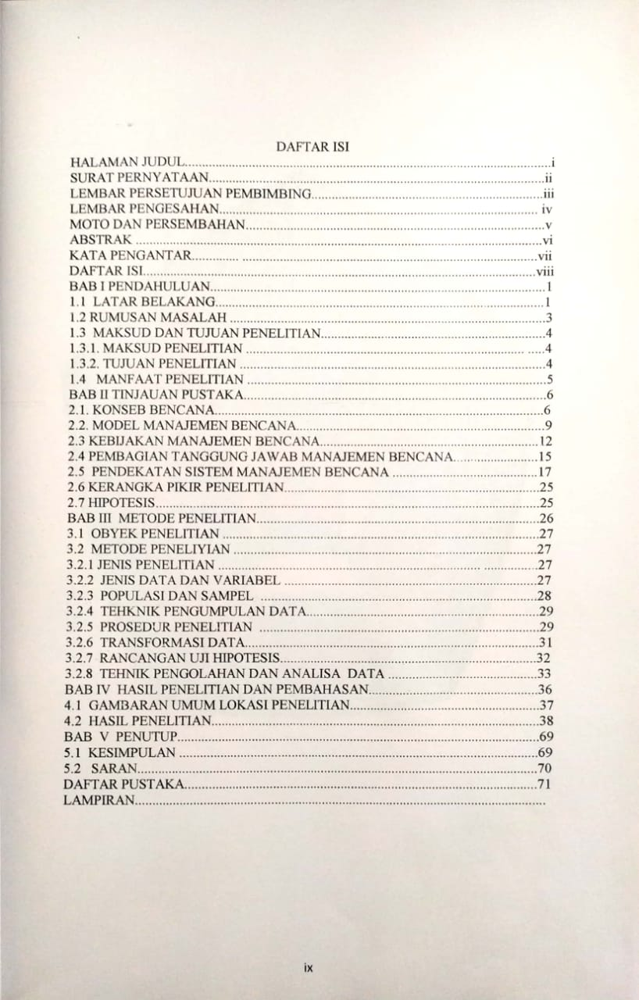 DAFTAR ISI
HALAMAN JUDUL....................................................................................................i
SURAT PERNYATAAN............................................................................................ii
LEMBAR PERSETUJUAN PEMBIMBING..................................................................iii
LEMBAR PENGESAHAN........................................................................................ iv
MOTO DAN PERSEMBAHAN..................................................................................v
ABSTRAK ..............................................................................................................vi
KATA PENGANTAR............. ................................................................................vii
DAFTAR ISI..........................................................................................................viii
BAB I PENDAHULUAN...........................................................................................1
1.1 LATAR BELAKANG..........................................................................................1
1.2 RUMUSAN MASALAH ......................................................................................3
1.3 MAKSUD DAN TUJUAN PENELITIAN..............................................................4
1.3.1. MAKSUD PENELITIAN ............................................................................ .....4
1.3.2. TUJUAN PENELITIAN ...................................................................................4
1.4 MANFAAT PENELITIAN ..................................................................................5
BAB II TINJAUAN PUSTAKA...................................................................................6
2.1. KONSEB BENCANA..........................................................................................6
2.2. MODEL MANAJEMEN BENCANA....................................................................9
2.3 KEBIJAKAN MANAJEMEN BENCANA............................................................12
2.4 PEMBAGIAN TANGGUNG JAWAB MANAJEMEN BENCANA.......................15
2.5 PENDEKATAN SISTEM MANAJEMEN BENCANA ........................................17
2.6 KERANGKA PIKIR PENELITIAN......................................................................25
2.7 HIPOTESIS.........................................................................................................25
BAB III METODE PENELITIAN..............................................................................26
3.1 OBYEK PENELITIAN ........................................................................................27
3.2 METODE PENELIYIAN .....................................................................................27
3.2.1 JENIS PENELITIAN ........................................................................ ...............27
3.2.2 JENIS DATA DAN VARIABEL .......................................................................27
3.2.3 POPULASI DAN SAMPEL ..............................................................................28
3.2.4 TEHKNIK PENGUMPULAN DATA.................................................................29
3.2.5 PROSEDUR PENELITIAN ..............................................................................29
3.2.6 TRANSFORMASI DATA..................................................................................31
3.2.7 RANCANGAN UJI HIPOTESIS........................................................................32
3.2.8 TEHNIK PENGOLAHAN DAN ANALISA DATA ..........................................33
BAB IV HASIL PENELITIAN DAN PEMBAHASAN................................................36
4.1 GAMBARAN UMUM LOKASI PENELITIAN....................................................37
4.2 HASIL PENELITIAN..........................................................................................38
BAB V PENUTUP....................................................................................................69
5.1 KESIMPULAN ...................................................................................................69
5.2 SARAN...............................................................................................................70
DAFTAR PUSTAKA.................................................................................................71
LAMPIRAN................................................................................................................
ix